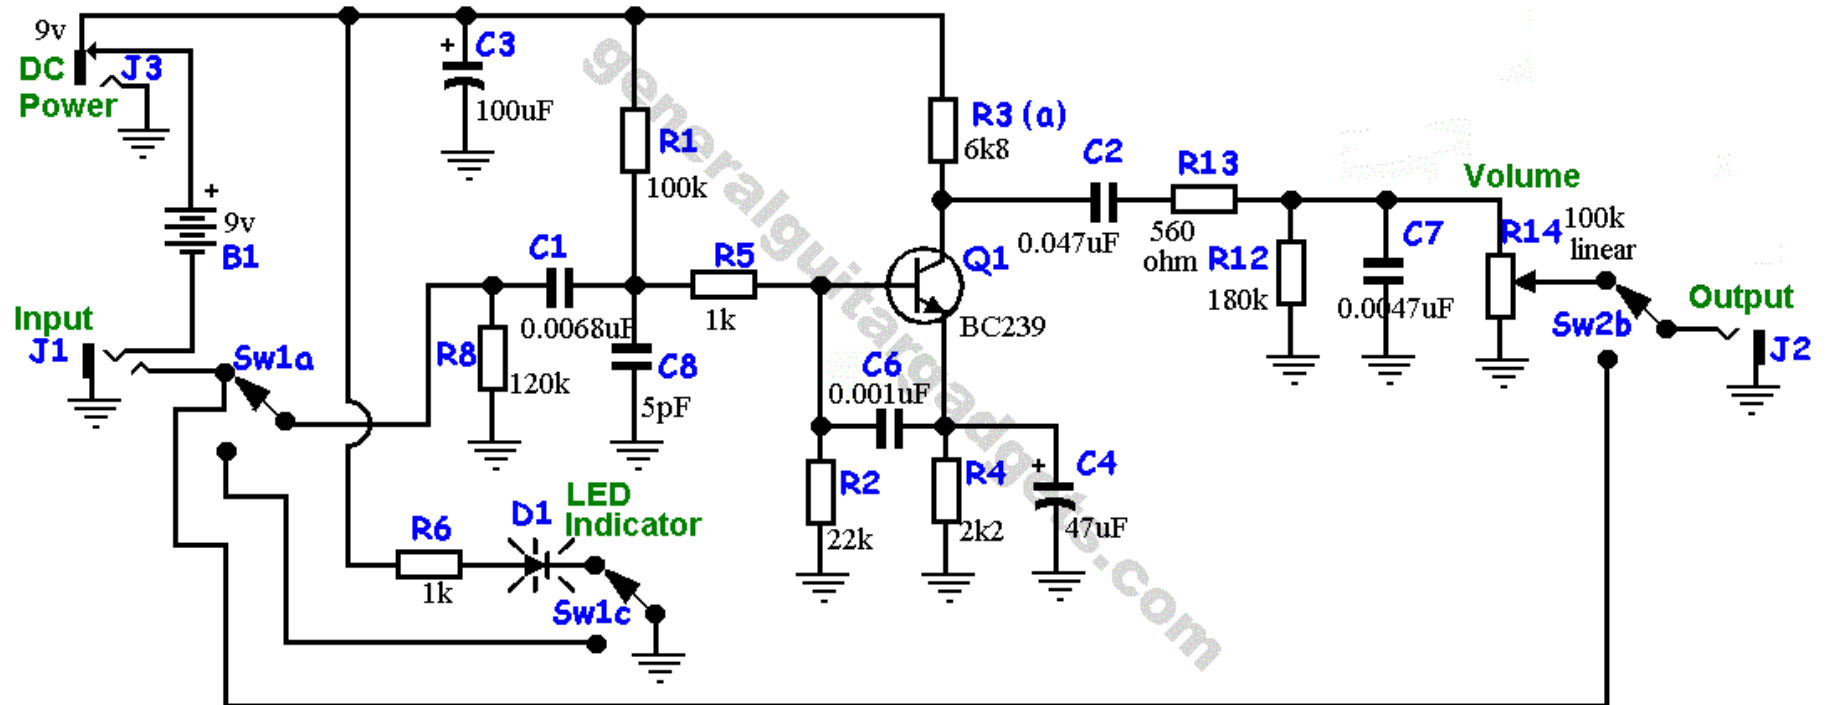 9v
DC
Power
J3
+
C3
100uF
R1
100k
R3 (a)
6k8
C2
0.047uF
R13
560
ohm
Volume
100k
linear
R14
+
9v
B1
C1
0.0068uF
R5
1k
Q1
BC239
R12
180k
C7
0.0047uF
Sw2b
Output
J2
Input
J1
Sw1a
R8
120k
C8
5pF
C6
0.001uF
R2
22k
R4
2k2
+
C4
47uF
R6
1k
D1
LED
Indicator
Sw1c
generalguitargadgets.com